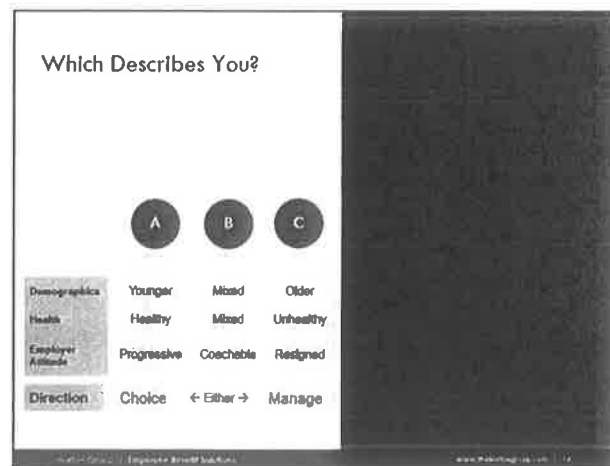 Which Describes You?
A B C
Demographics Younger Mixed Older
Health Healthy Mixed Unhealthy
Employer Attitude Progressive Coachable Resigned
Direction Choice ← Either → Manage
Employee Benefit Solutions